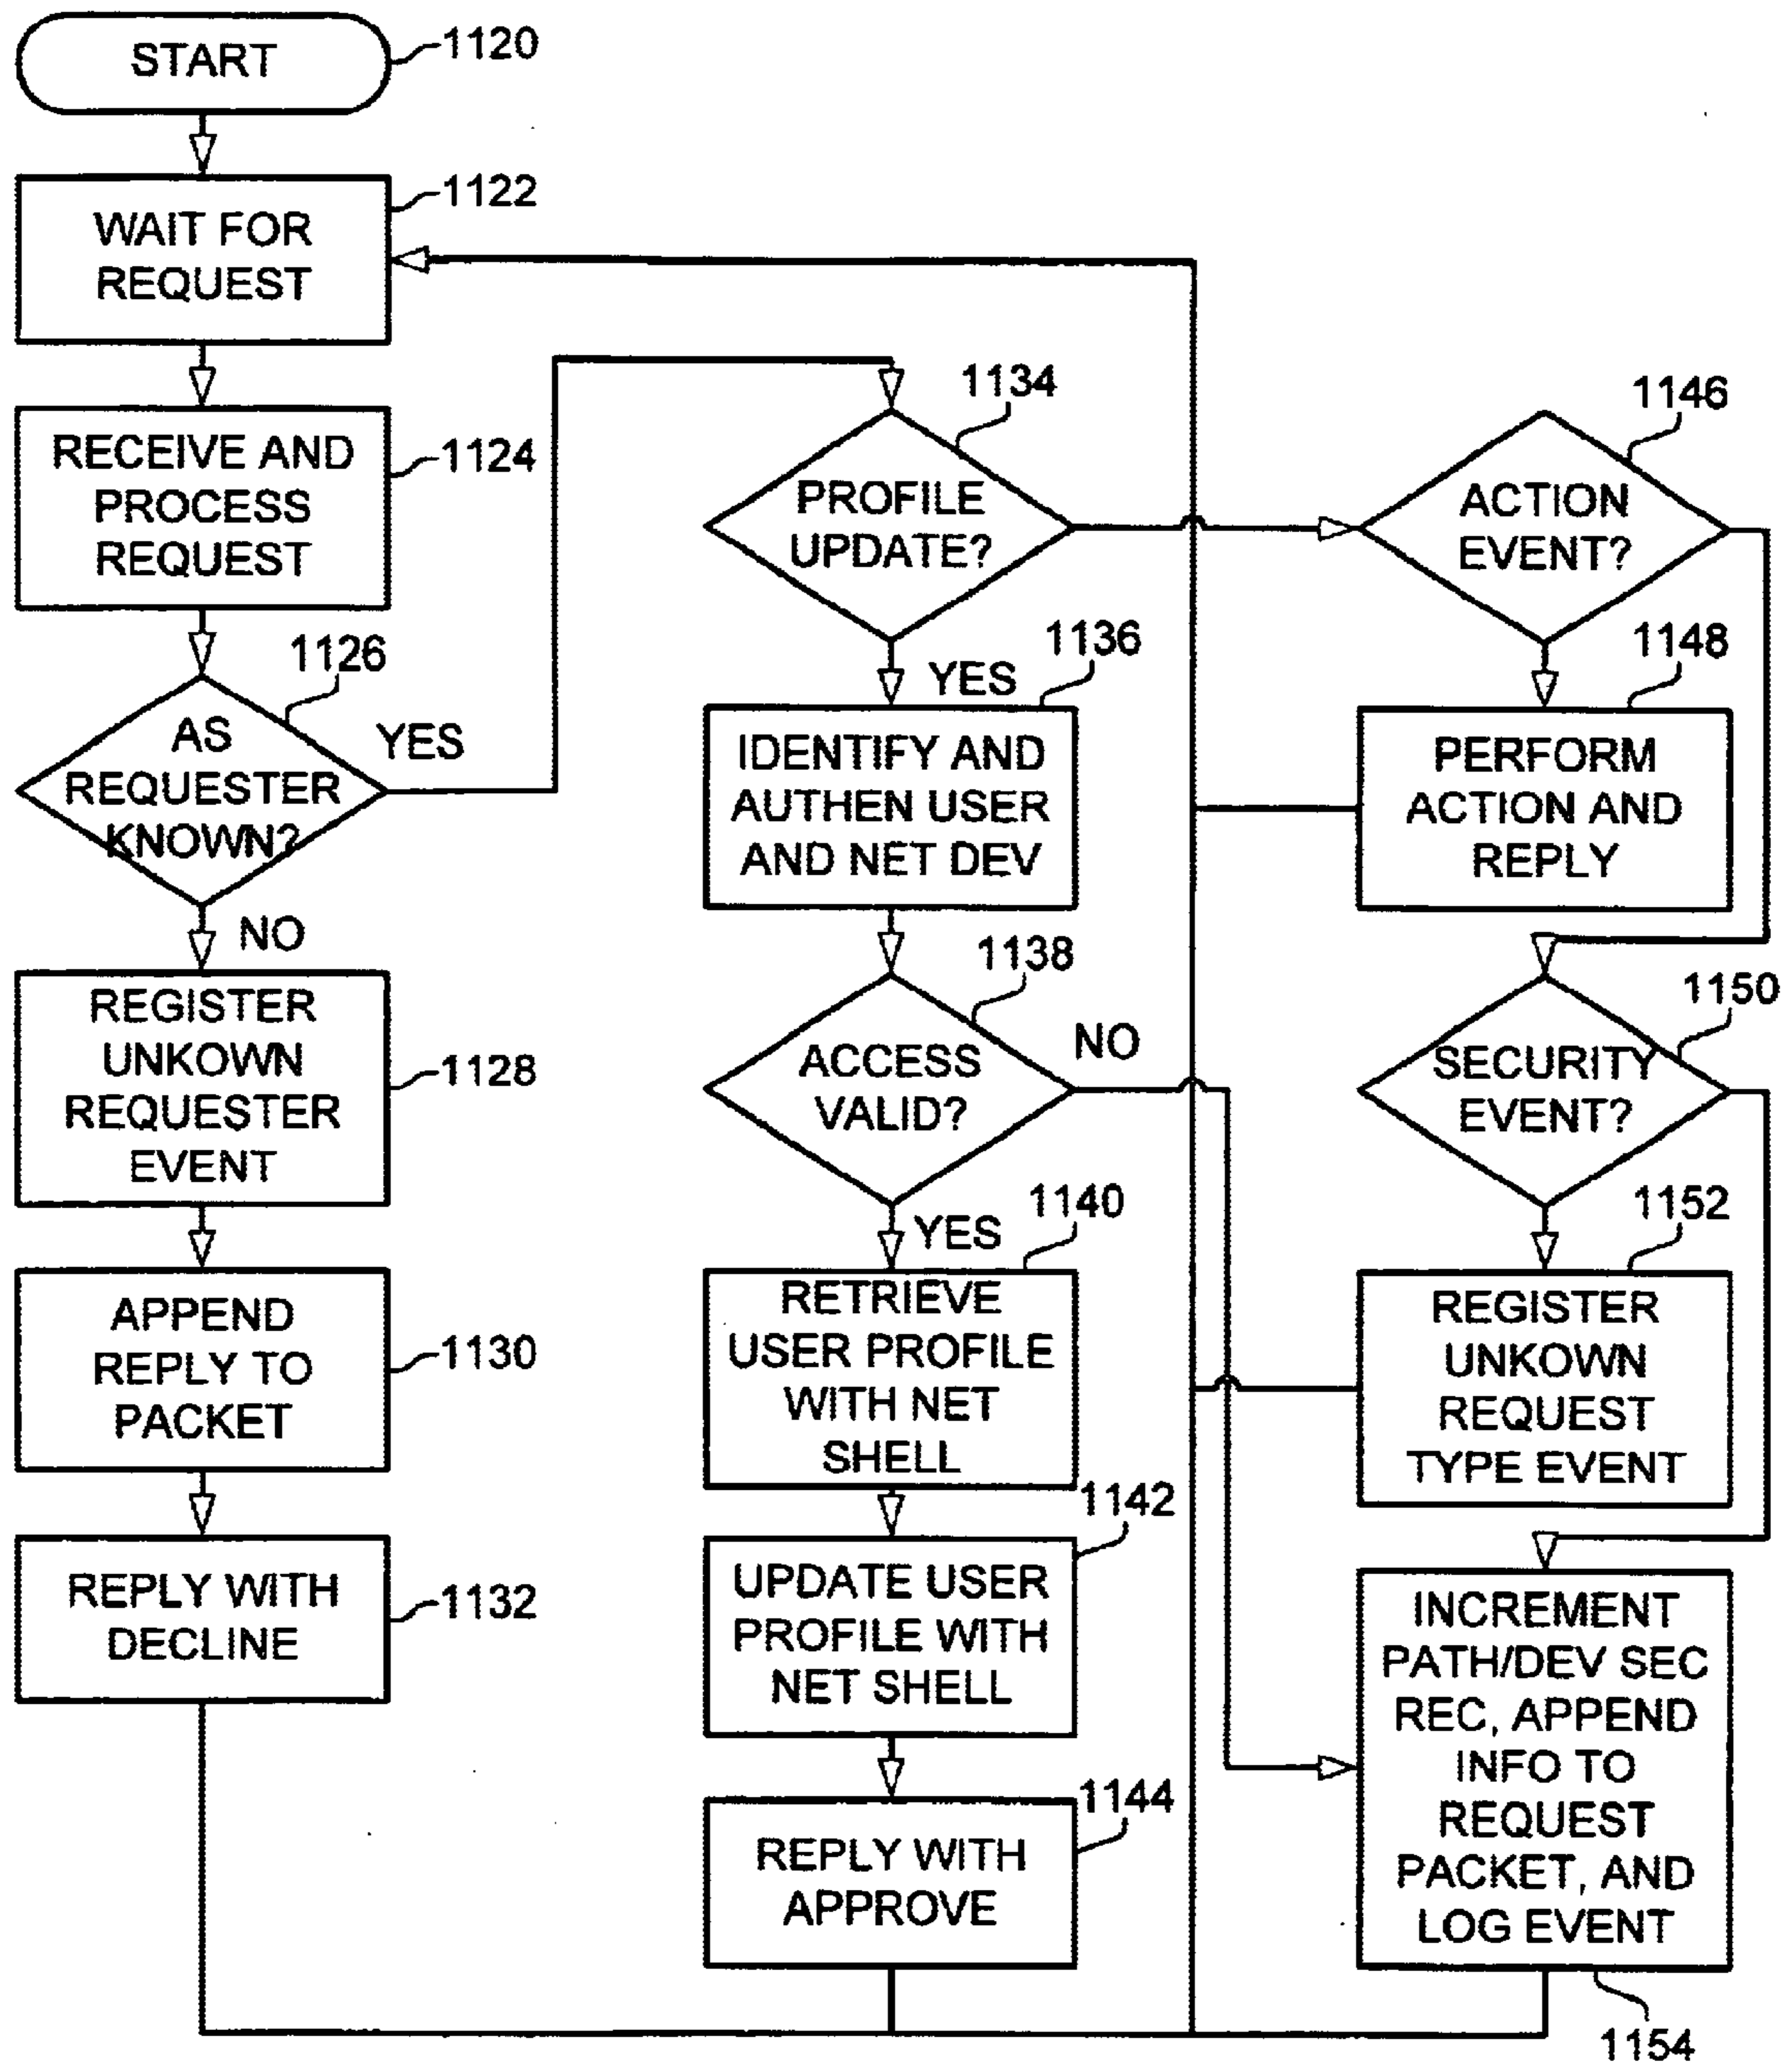 START
1120
WAIT FOR
REQUEST
1122
RECEIVE AND
PROCESS
REQUEST
1124
AS
REQUESTER
KNOWN?
1126
YES
NO
REGISTER
UNKOWN
REQUESTER
EVENT
1128
APPEND
REPLY TO
PACKET
1130
REPLY WITH
DECLINE
1132
PROFILE
UPDATE?
1134
YES
IDENTIFY AND
AUTHEN USER
AND NET DEV
1136
ACCESS
VALID?
1138
NO
YES
RETRIEVE
USER PROFILE
WITH NET
SHELL
1140
UPDATE USER
PROFILE WITH
NET SHELL
1142
REPLY WITH
APPROVE
1144
ACTION
EVENT?
1146
PERFORM
ACTION AND
REPLY
1148
SECURITY
EVENT?
1150
REGISTER
UNKOWN
REQUEST
TYPE EVENT
1152
INCREMENT
PATH/DEV SEC
REC, APPEND
INFO TO
REQUEST
PACKET, AND
LOG EVENT
1154